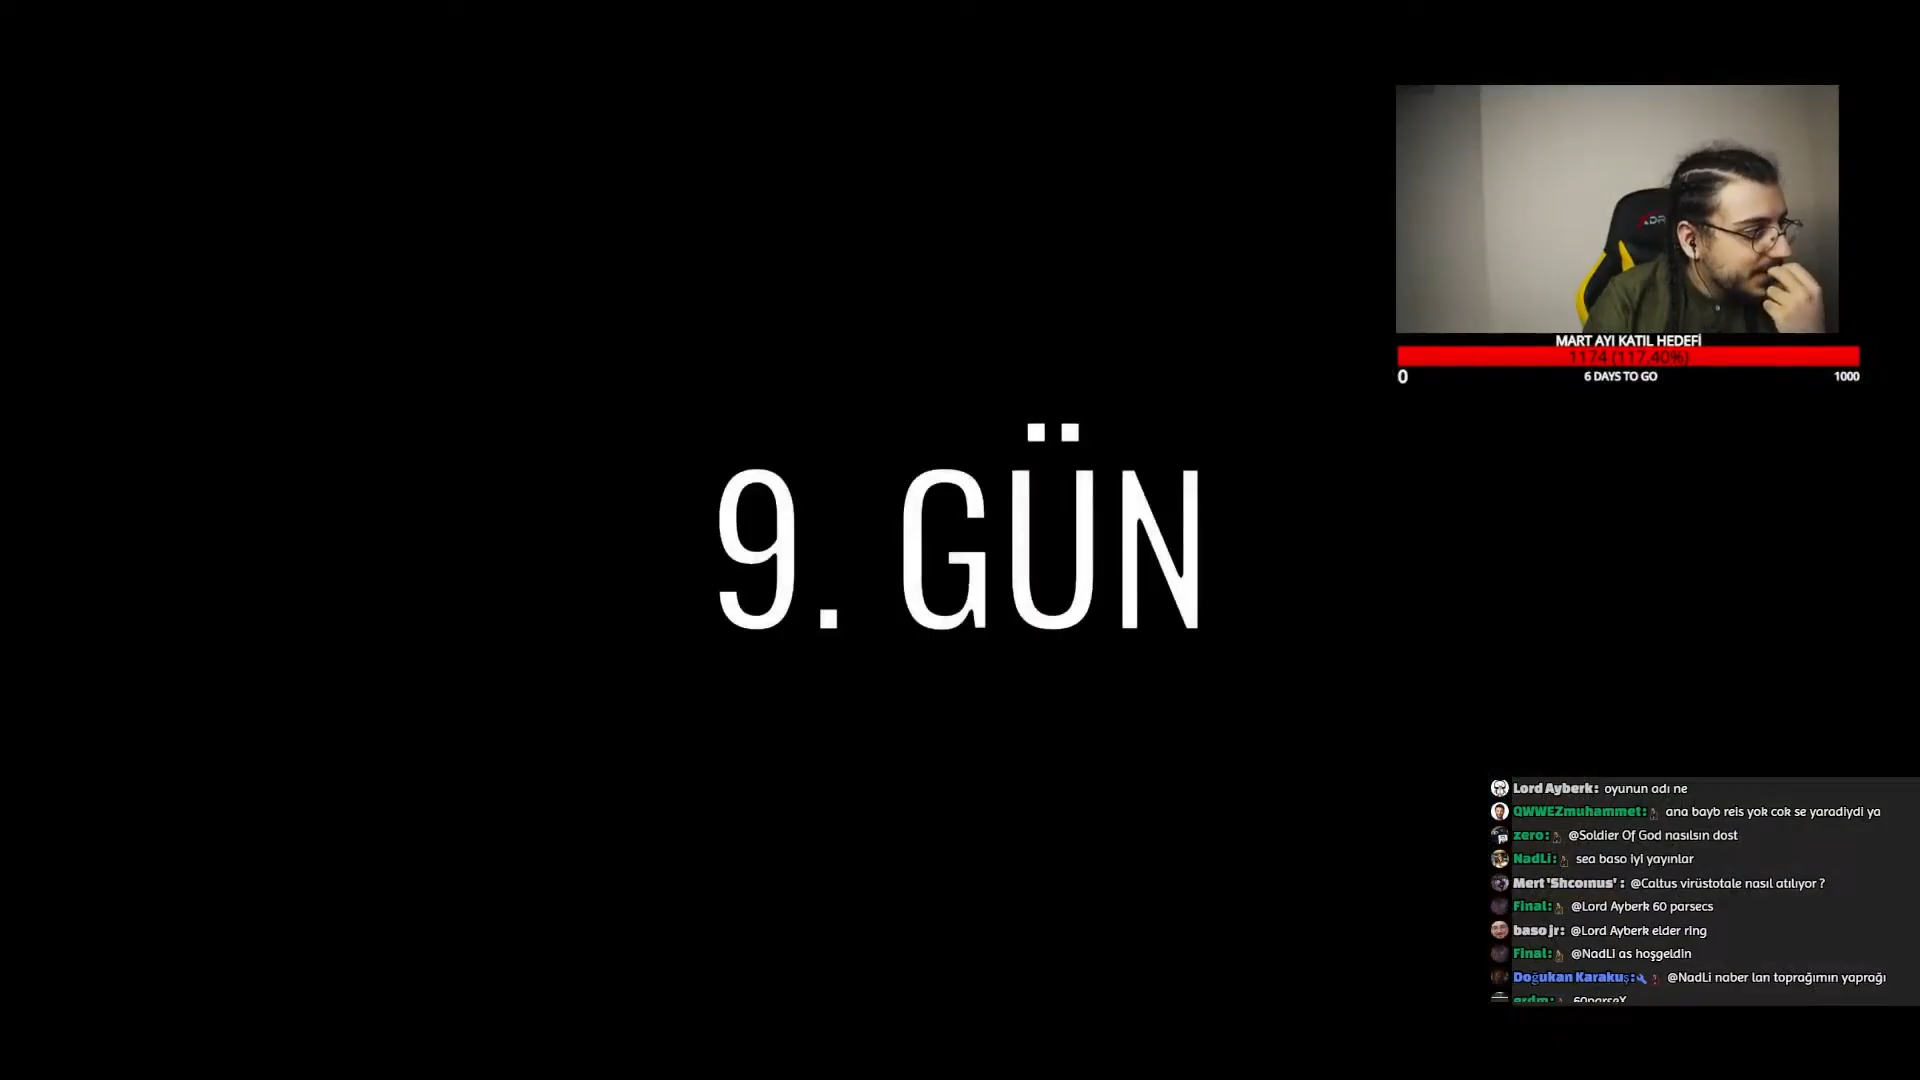 XDR
MART AYI KATIL HEDEFİ
1174 (117.40%)
0
6 DAYS TO GO
1000
9. GÜN
Lord Ayberk: oyunun adı ne
QWWEZmuhammet: ana bayb reis yok cok se yaradiydi ya
zero: @Soldier Of God nasılsın dost
NadLi: sea baso iyi yayınlar
Mert 'Shcoınus' : @Caltus virüstotale nasıl atılıyor ?
Final: @Lord Ayberk 60 parsecs
baso jr: @Lord Ayberk elder ring
Final: @NadLi as hoşgeldin
Doğukan Karakuş: @NadLi naber lan toprağımın yaprağı
erdm: 60parseX